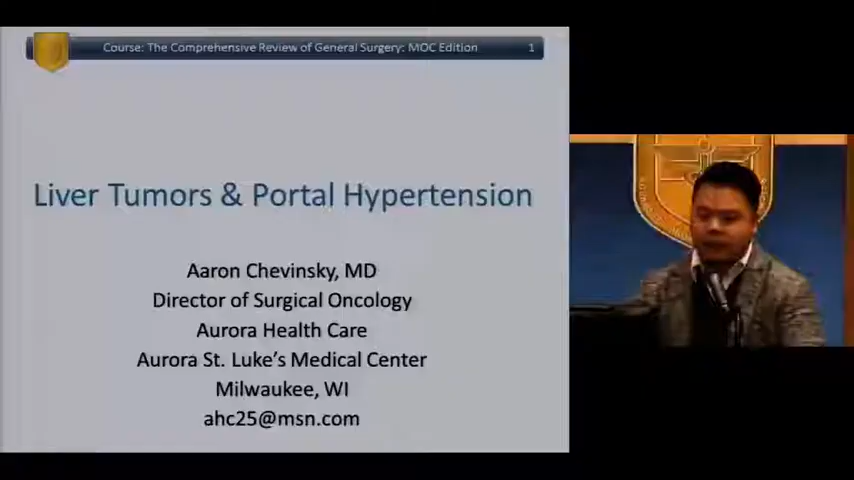 Course: The Comprehensive Review of General Surgery: MOC Edition 1
Liver Tumors & Portal Hypertension
Aaron Chevinsky, MD
Director of Surgical Oncology
Aurora Health Care
Aurora St. Luke's Medical Center
Milwaukee, WI
ahc25@msn.com